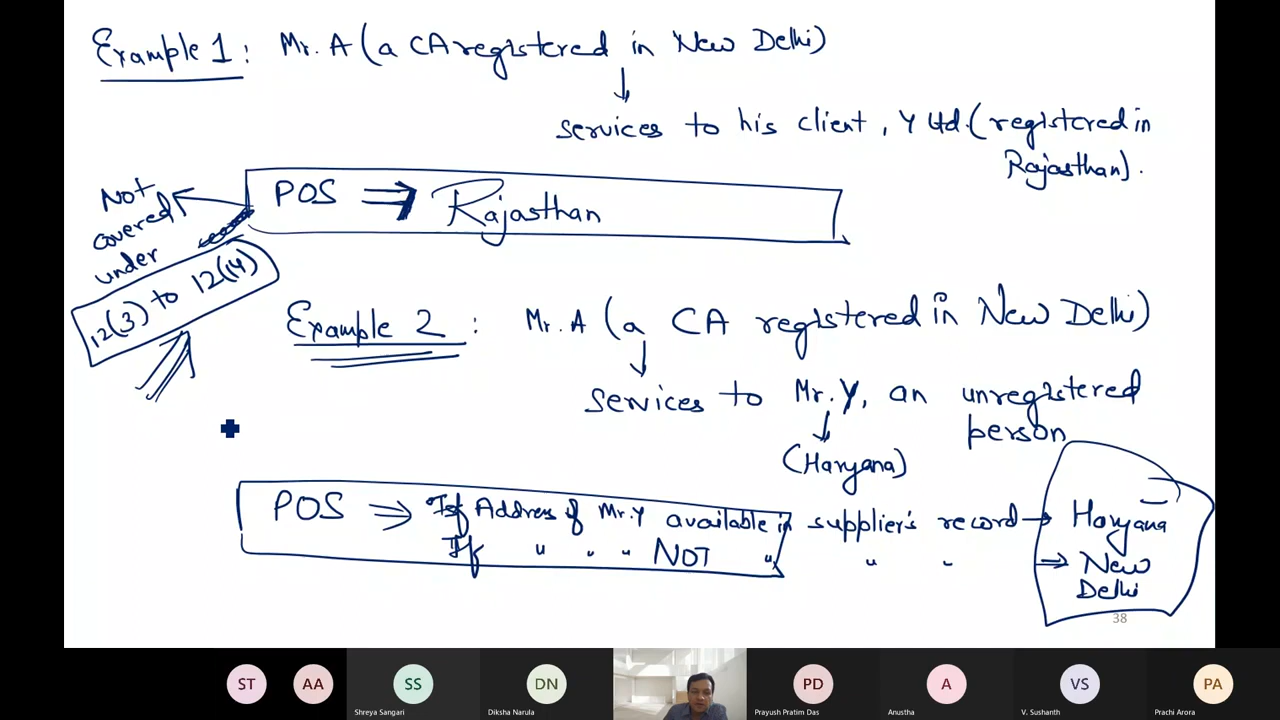 Example 1: Mr. A (a CA registered in New Delhi)
services to his client, Y Ltd. (registered in
Rajasthan).
Not
covered
under
12(3) to 12(14)
POS ⇒ Rajasthan
Example 2: Mr. A (a CA registered in New Delhi)
services to Mr. Y, an unregistered
person
(Haryana)
POS ⇒ If Address of Mr. Y available in supplier's record → Haryana
If " " " NOT " " " ⇒ New
Delhi
38
ST
AA
SS
DN
PD
A
VS
PA
Shreya Sangari
Diksha Narula
Prayush Pratim Das
Anustha
V. Sushanth
Prachi Arora